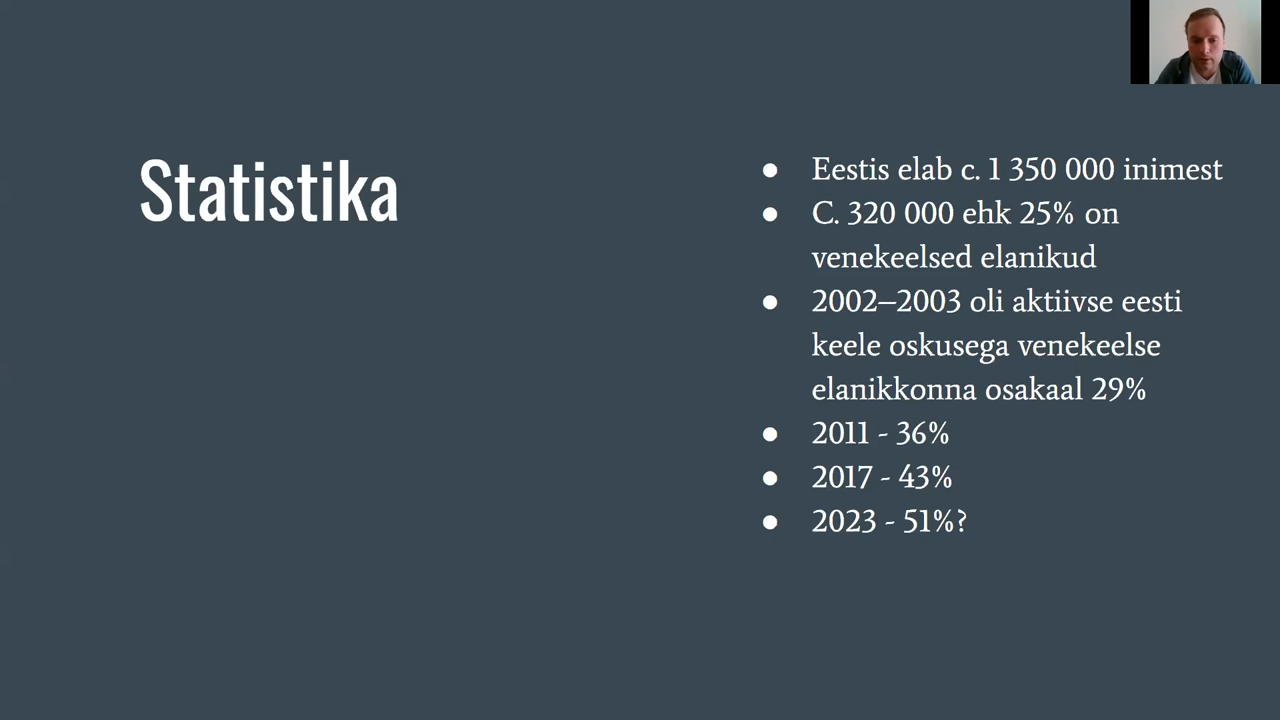 Statistika
● Eestis elab c. 1 350 000 inimest
● C. 320 000 ehk 25% on
venekeelsed elanikud
● 2002–2003 oli aktiivse eesti
keele oskusega venekeelse
elanikkonna osakaal 29%
● 2011 - 36%
● 2017 - 43%
● 2023 - 51%?